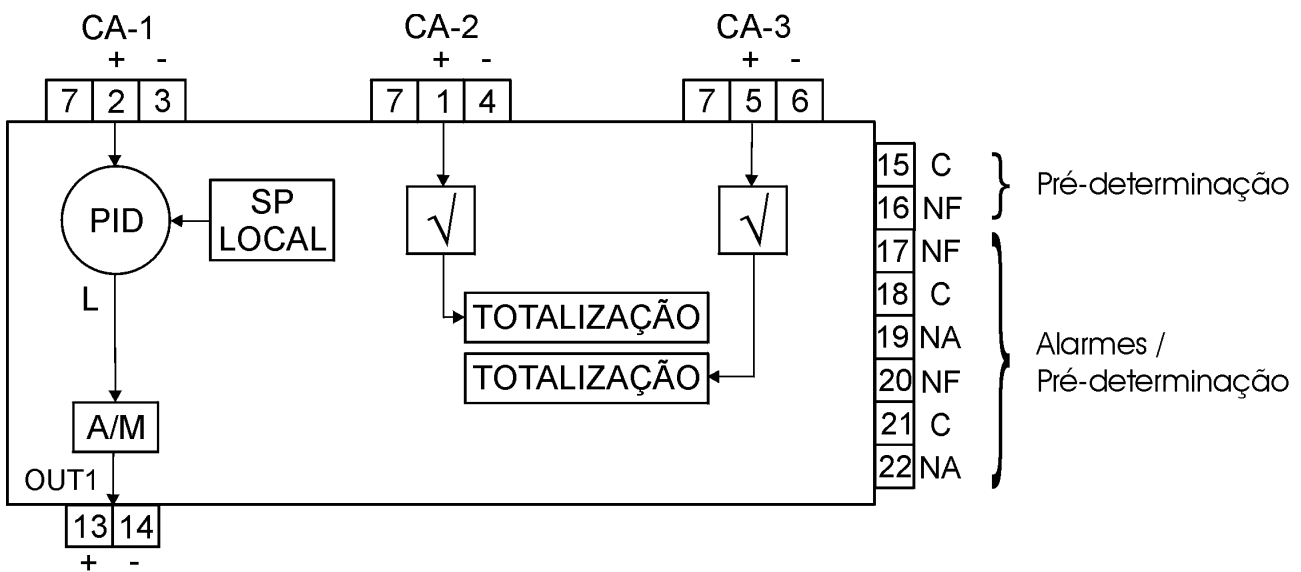 CA-1 CA-2 CA-3
+ - + - + -
7 2 3 7 1 4 7 5 6
15 C
16 NF
Pré-determinação
17 NF
18 C
19 NA
20 NF
21 C
22 NA
Alarmes /
Pré-determinação
PID
SP
LOCAL
√ √
L
TOTALIZAÇÃO
TOTALIZAÇÃO
A/M
OUT1
13 14
+ -